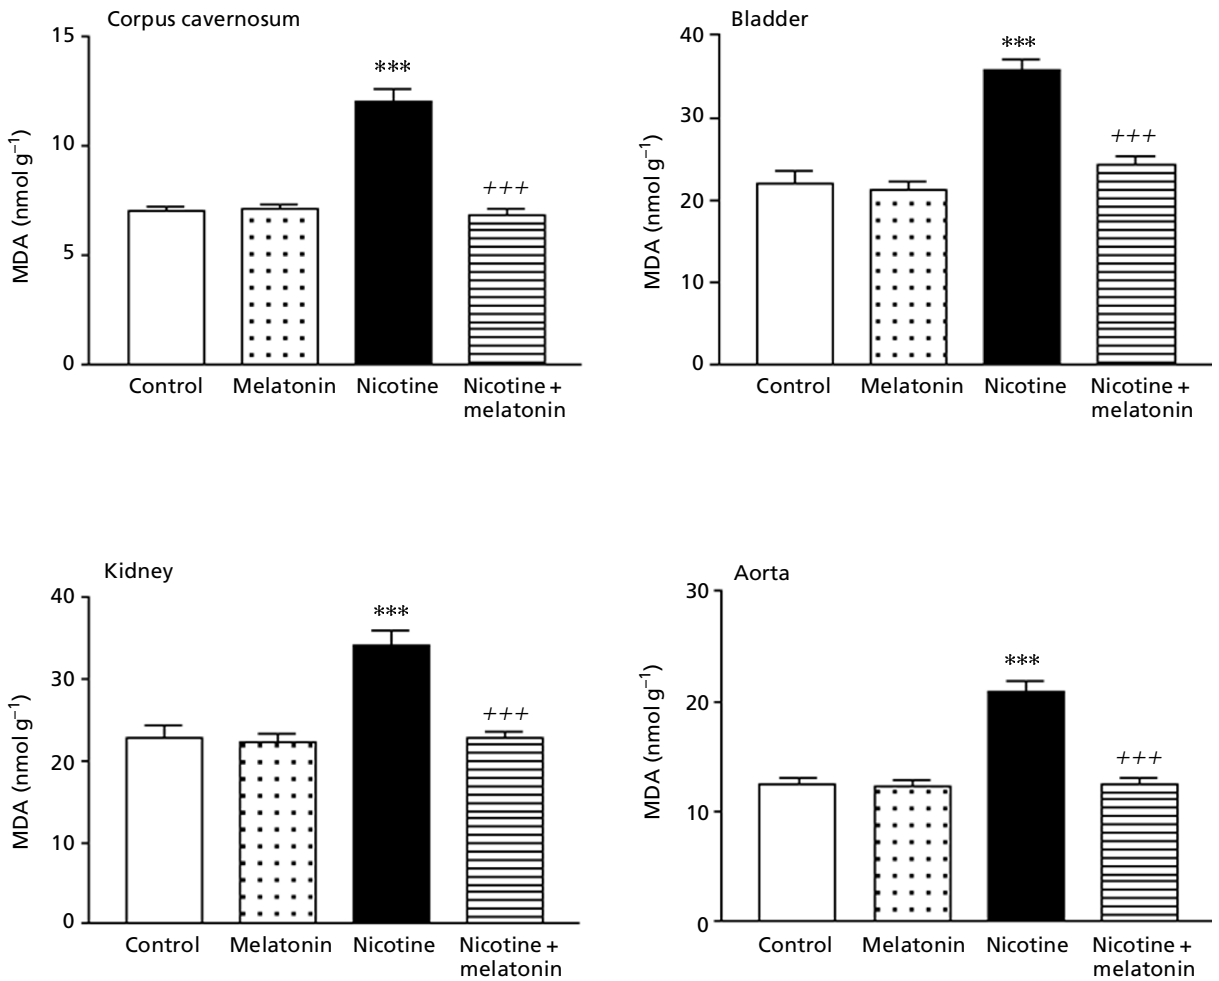 Corpus cavernosum
15
10
5
0
MDA (nmol g⁻¹)
***
+++
Control
Melatonin
Nicotine
Nicotine +
melatonin
Bladder
40
30
20
10
0
MDA (nmol g⁻¹)
***
+++
Control
Melatonin
Nicotine
Nicotine +
melatonin
Kidney
40
30
20
10
0
MDA (nmol g⁻¹)
***
+++
Control
Melatonin
Nicotine
Nicotine +
melatonin
Aorta
30
20
10
0
MDA (nmol g⁻¹)
***
+++
Control
Melatonin
Nicotine
Nicotine +
melatonin